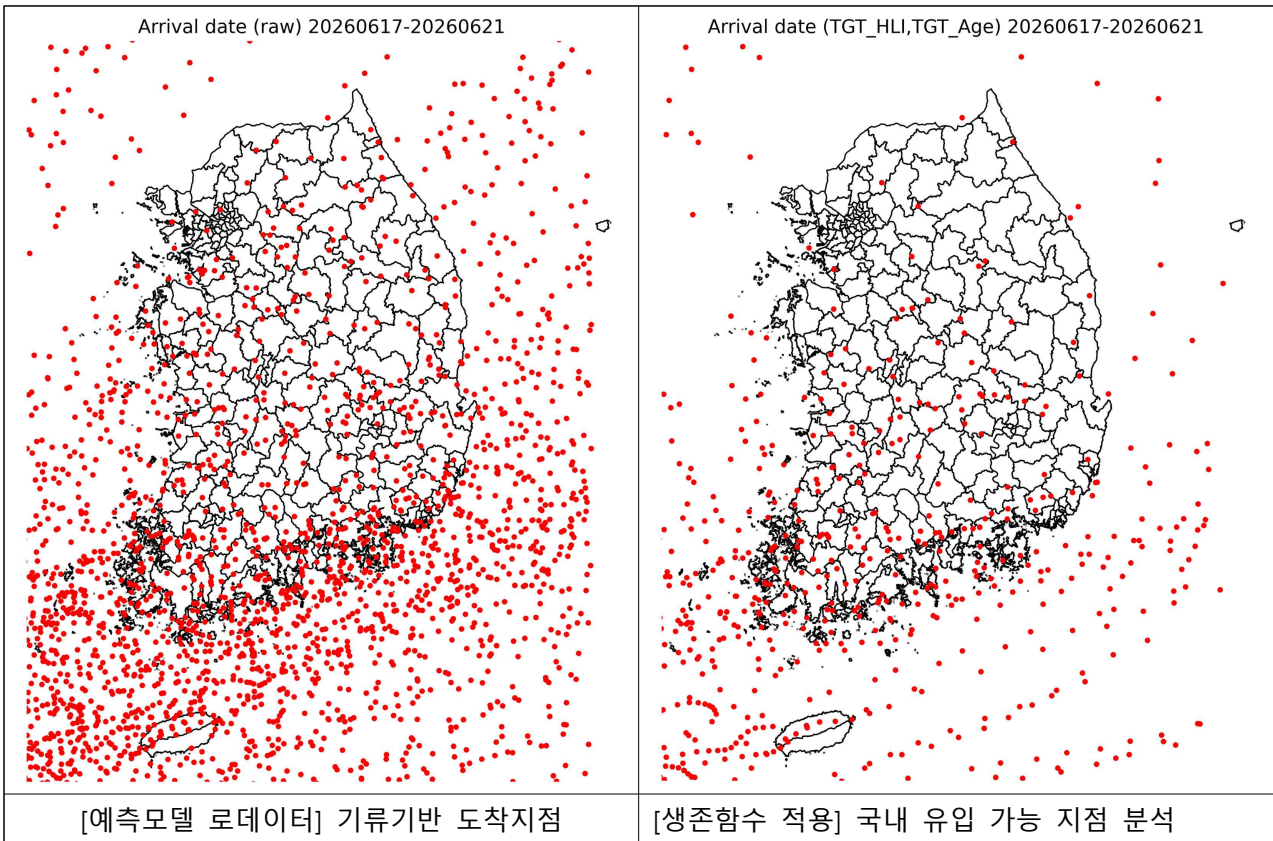 Arrival date (raw) 20260617-20260621
Arrival date (TGT_HLI,TGT_Age) 20260617-20260621
[예측모델 로데이터] 기류기반 도착지점
[생존함수 적용] 국내 유입 가능 지점 분석